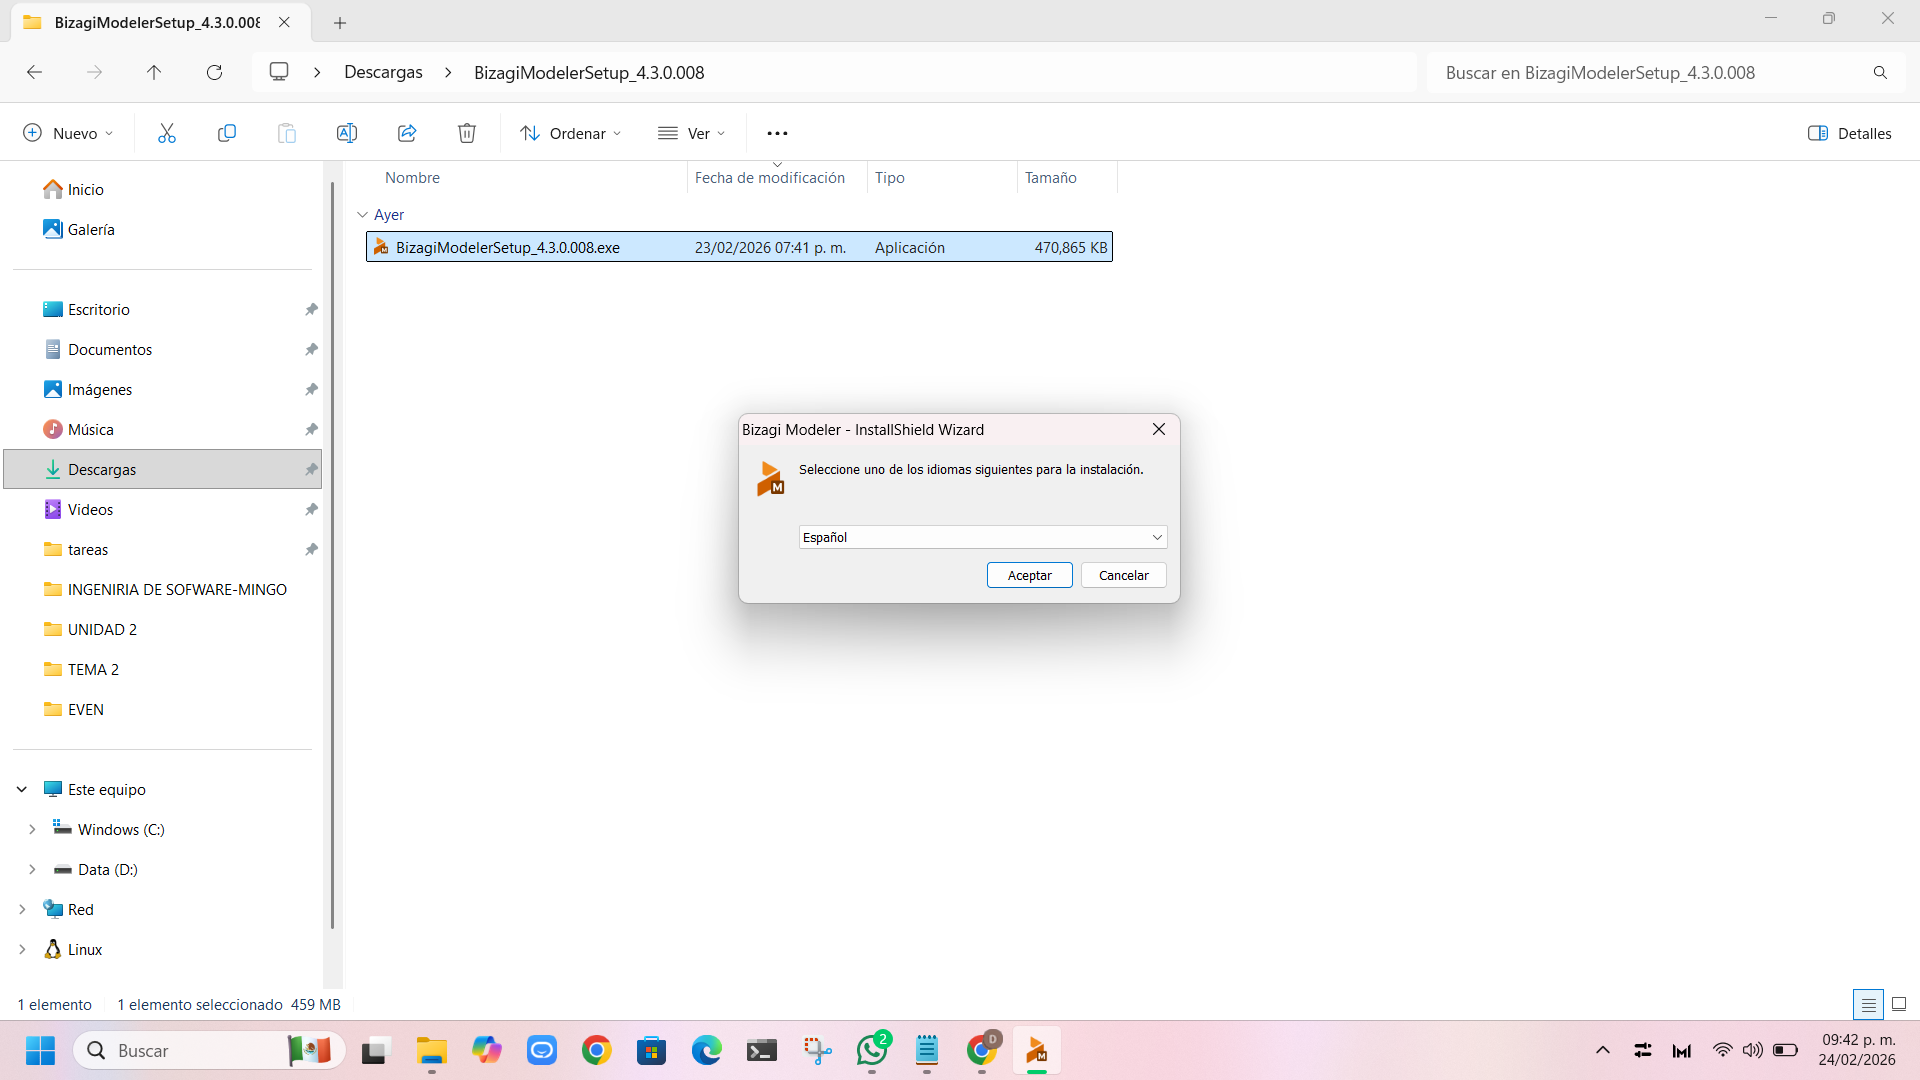 BizagiModelerSetup_4.3.0.008
Descargas
BizagiModelerSetup_4.3.0.008
Buscar en BizagiModelerSetup_4.3.0.008
Nuevo
Ordenar
Ver
Detalles
Inicio
Galería
Escritorio
Documentos
Imágenes
Música
Descargas
Videos
tareas
INGENIRIA DE SOFWARE-MINGO
UNIDAD 2
TEMA 2
EVEN
Este equipo
Windows (C:)
Data (D:)
Red
Linux
Nombre
Fecha de modificación
Tipo
Tamaño
Ayer
BizagiModelerSetup_4.3.0.008.exe
23/02/2026 07:41 p. m.
Aplicación
470,865 KB
Bizagi Modeler - InstallShield Wizard
M
Seleccione uno de los idiomas siguientes para la instalación.
Español
Aceptar
Cancelar
1 elemento
1 elemento seleccionado 459 MB
Buscar
2
D
M
09:42 p. m.
24/02/2026